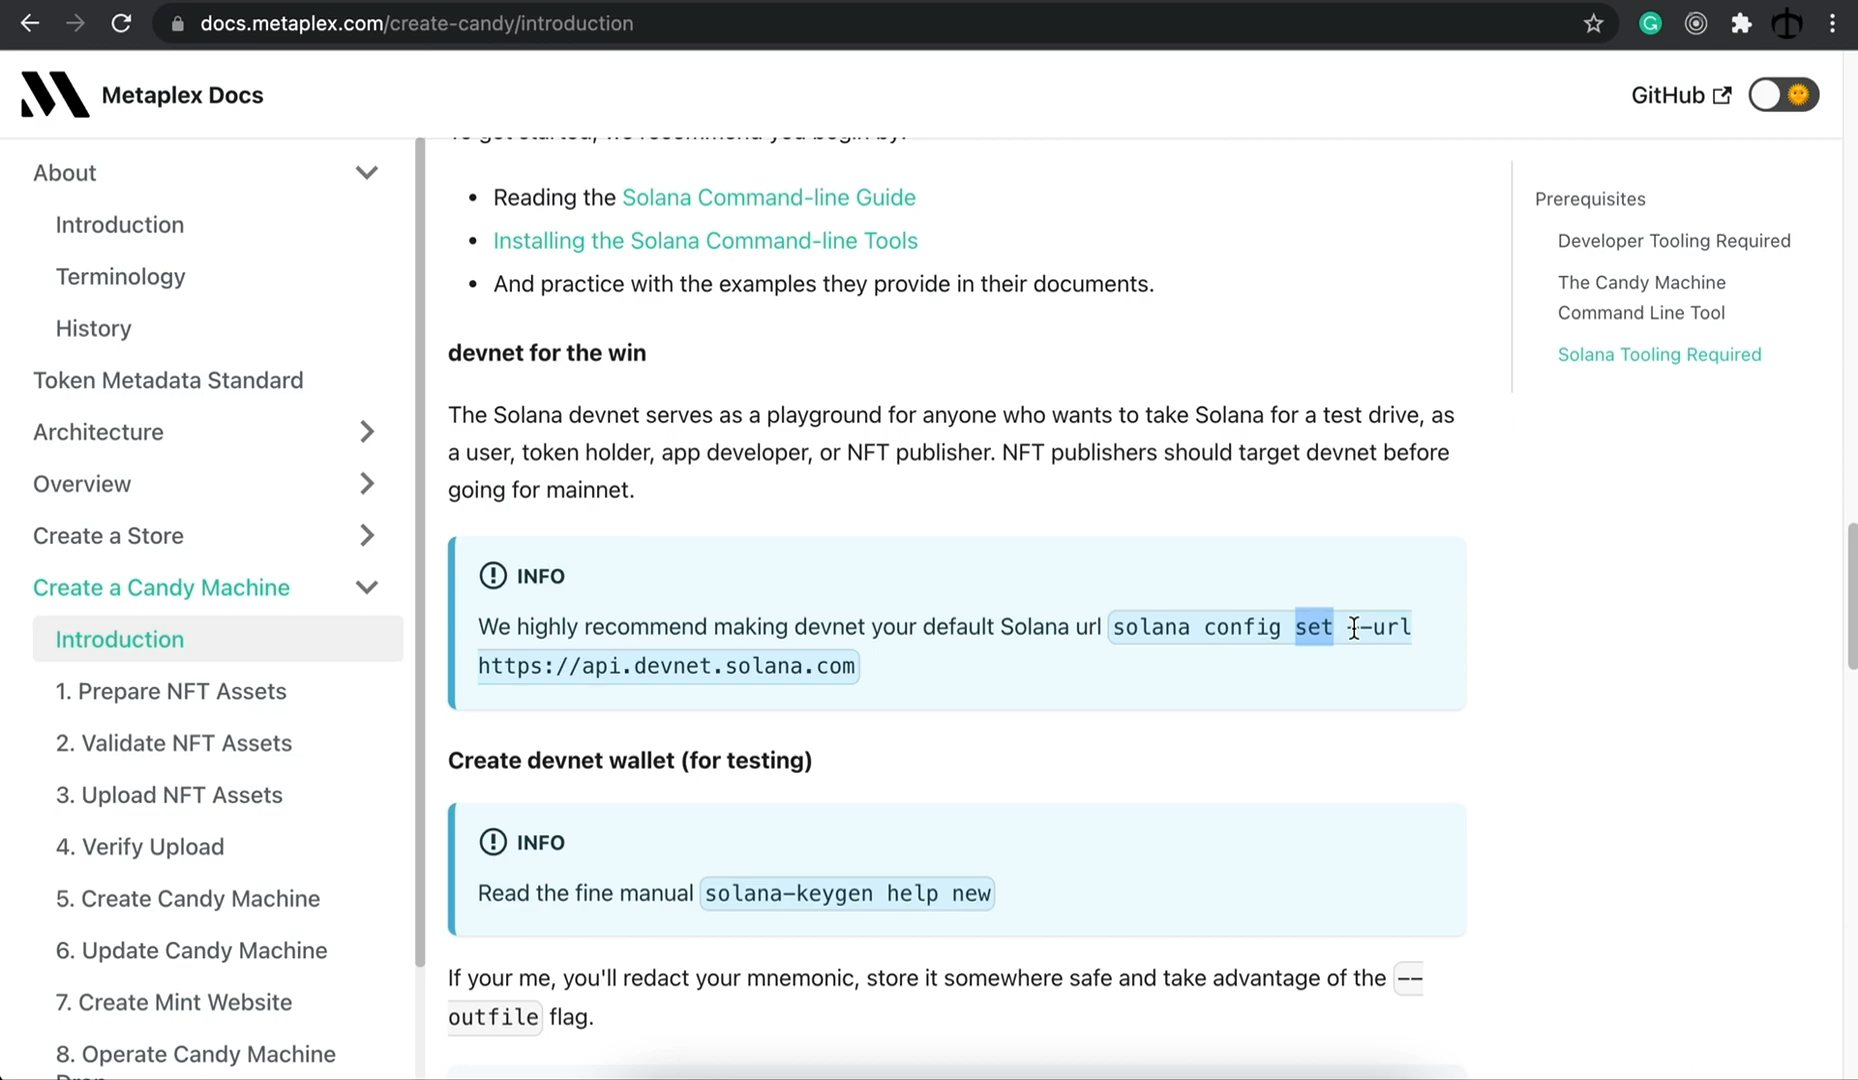 docs.metaplex.com/create-candy/introduction
Metaplex Docs
GitHub
About
Introduction
Terminology
History
Token Metadata Standard
Architecture
Overview
Create a Store
Create a Candy Machine
Introduction
1. Prepare NFT Assets
2. Validate NFT Assets
3. Upload NFT Assets
4. Verify Upload
5. Create Candy Machine
6. Update Candy Machine
7. Create Mint Website
8. Operate Candy Machine
Drop
To get started, we recommend you begin by:
• Reading the Solana Command-line Guide
• Installing the Solana Command-line Tools
• And practice with the examples they provide in their documents.
devnet for the win
The Solana devnet serves as a playground for anyone who wants to take Solana for a test drive, as
a user, token holder, app developer, or NFT publisher. NFT publishers should target devnet before
going for mainnet.
INFO
We highly recommend making devnet your default Solana url solana config set --url
https://api.devnet.solana.com
Create devnet wallet (for testing)
INFO
Read the fine manual solana-keygen help new
If your me, you'll redact your mnemonic, store it somewhere safe and take advantage of the --
outfile flag.
Prerequisites
Developer Tooling Required
The Candy Machine
Command Line Tool
Solana Tooling Required